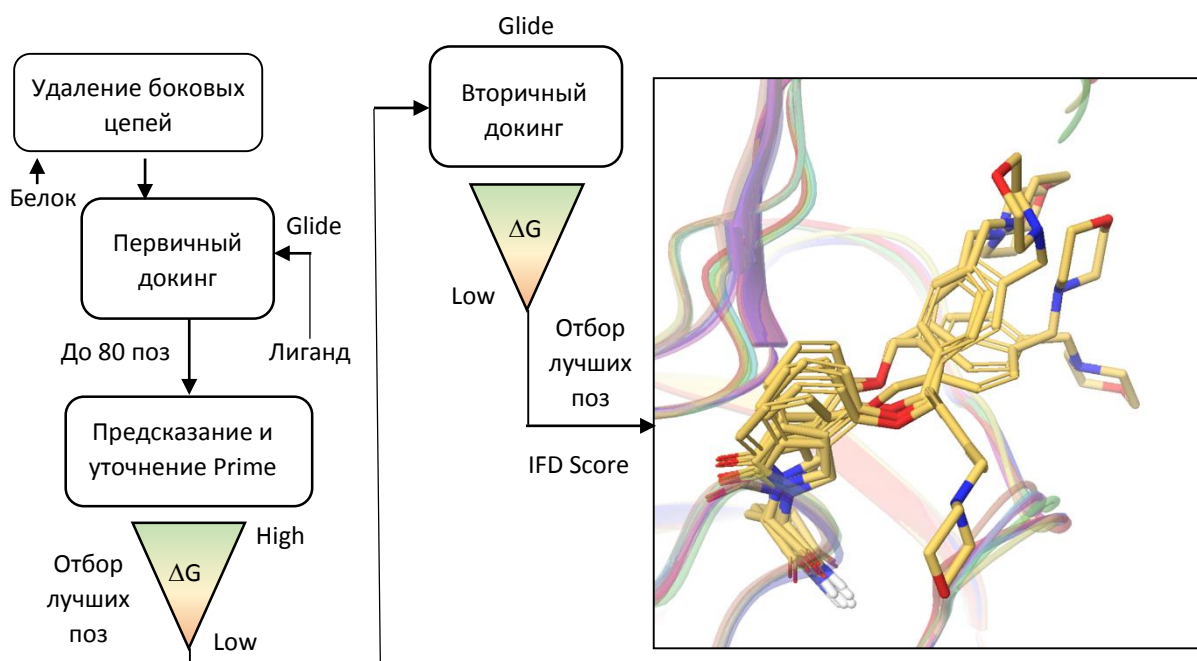 Удаление боковых
цепей
Белок
Glide
Первичный
докинг
До 80 поз
Лиганд
Предсказание и
уточнение Prime
High
Отбор
лучших
поз
ΔG
Low
Glide
Вторичный
докинг
ΔG
Low
Отбор
лучших
поз
IFD Score